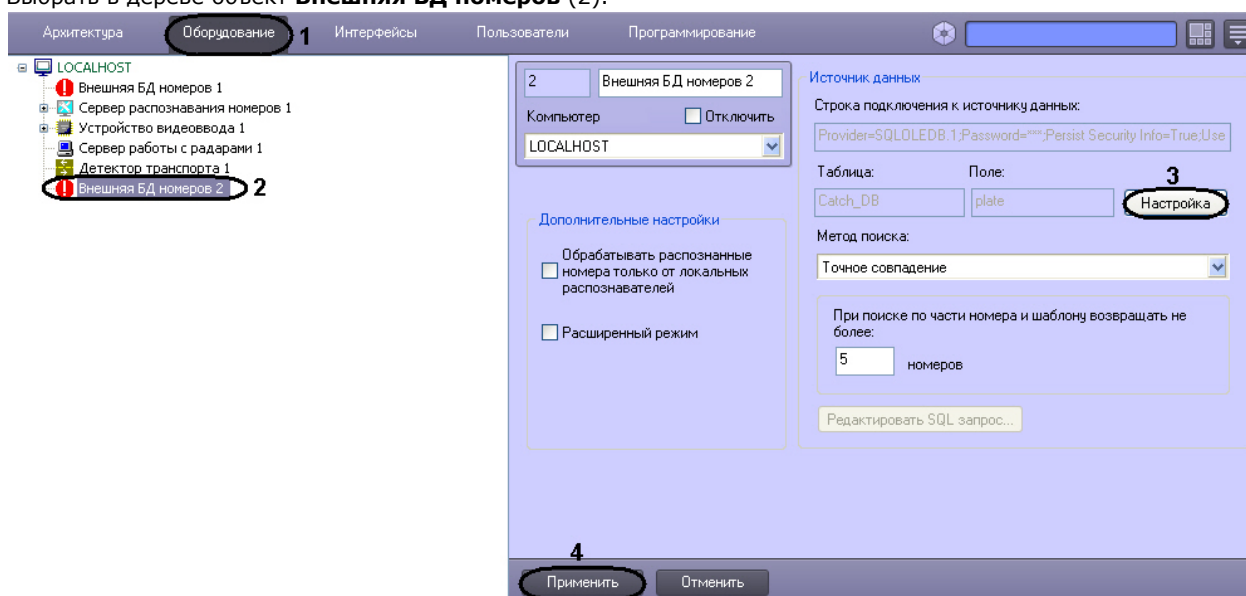 Выбрать в дереве объект Внешняя БД номеров (2).
Архитектура Оборудование 1 Интерфейсы Пользователи Программирование
LOCALHOST
Внешняя БД номеров 1
Сервер распознавания номеров 1
Устройство видеоввода 1
Сервер работы с радарами 1
Детектор транспорта 1
Внешняя БД номеров 2 2
2 Внешняя БД номеров 2
Компьютер Отключить
LOCALHOST
Дополнительные настройки
Обрабатывать распознанные
номера только от локальных
распознавателей
Расширенный режим
Источник данных
Строка подключения к источнику данных:
Provider=SQLOLEDB.1;Password="***;Persist Security Info=True;Use
Таблица: Поле: 3
Catch_DB plate Настройка
Метод поиска:
Точное совпадение
При поиске по части номера и шаблону возвращать не
более:
5 номеров
Редактировать SQL запрос...
4
Применить Отменить